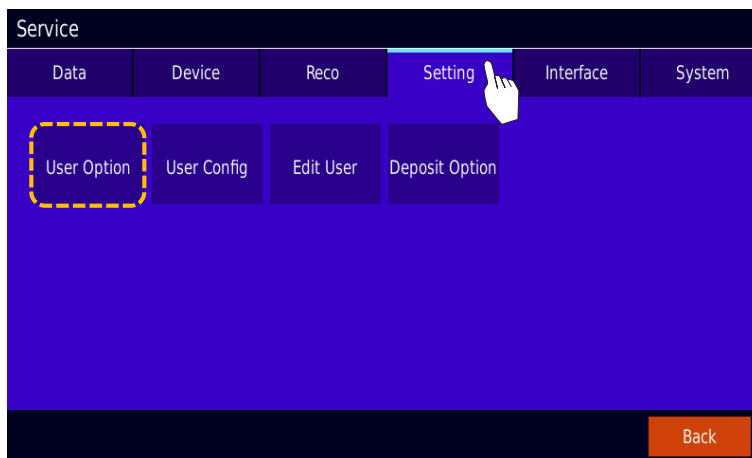 Service
Data Device Reco Setting Interface System
User Option User Config Edit User Deposit Option
Back